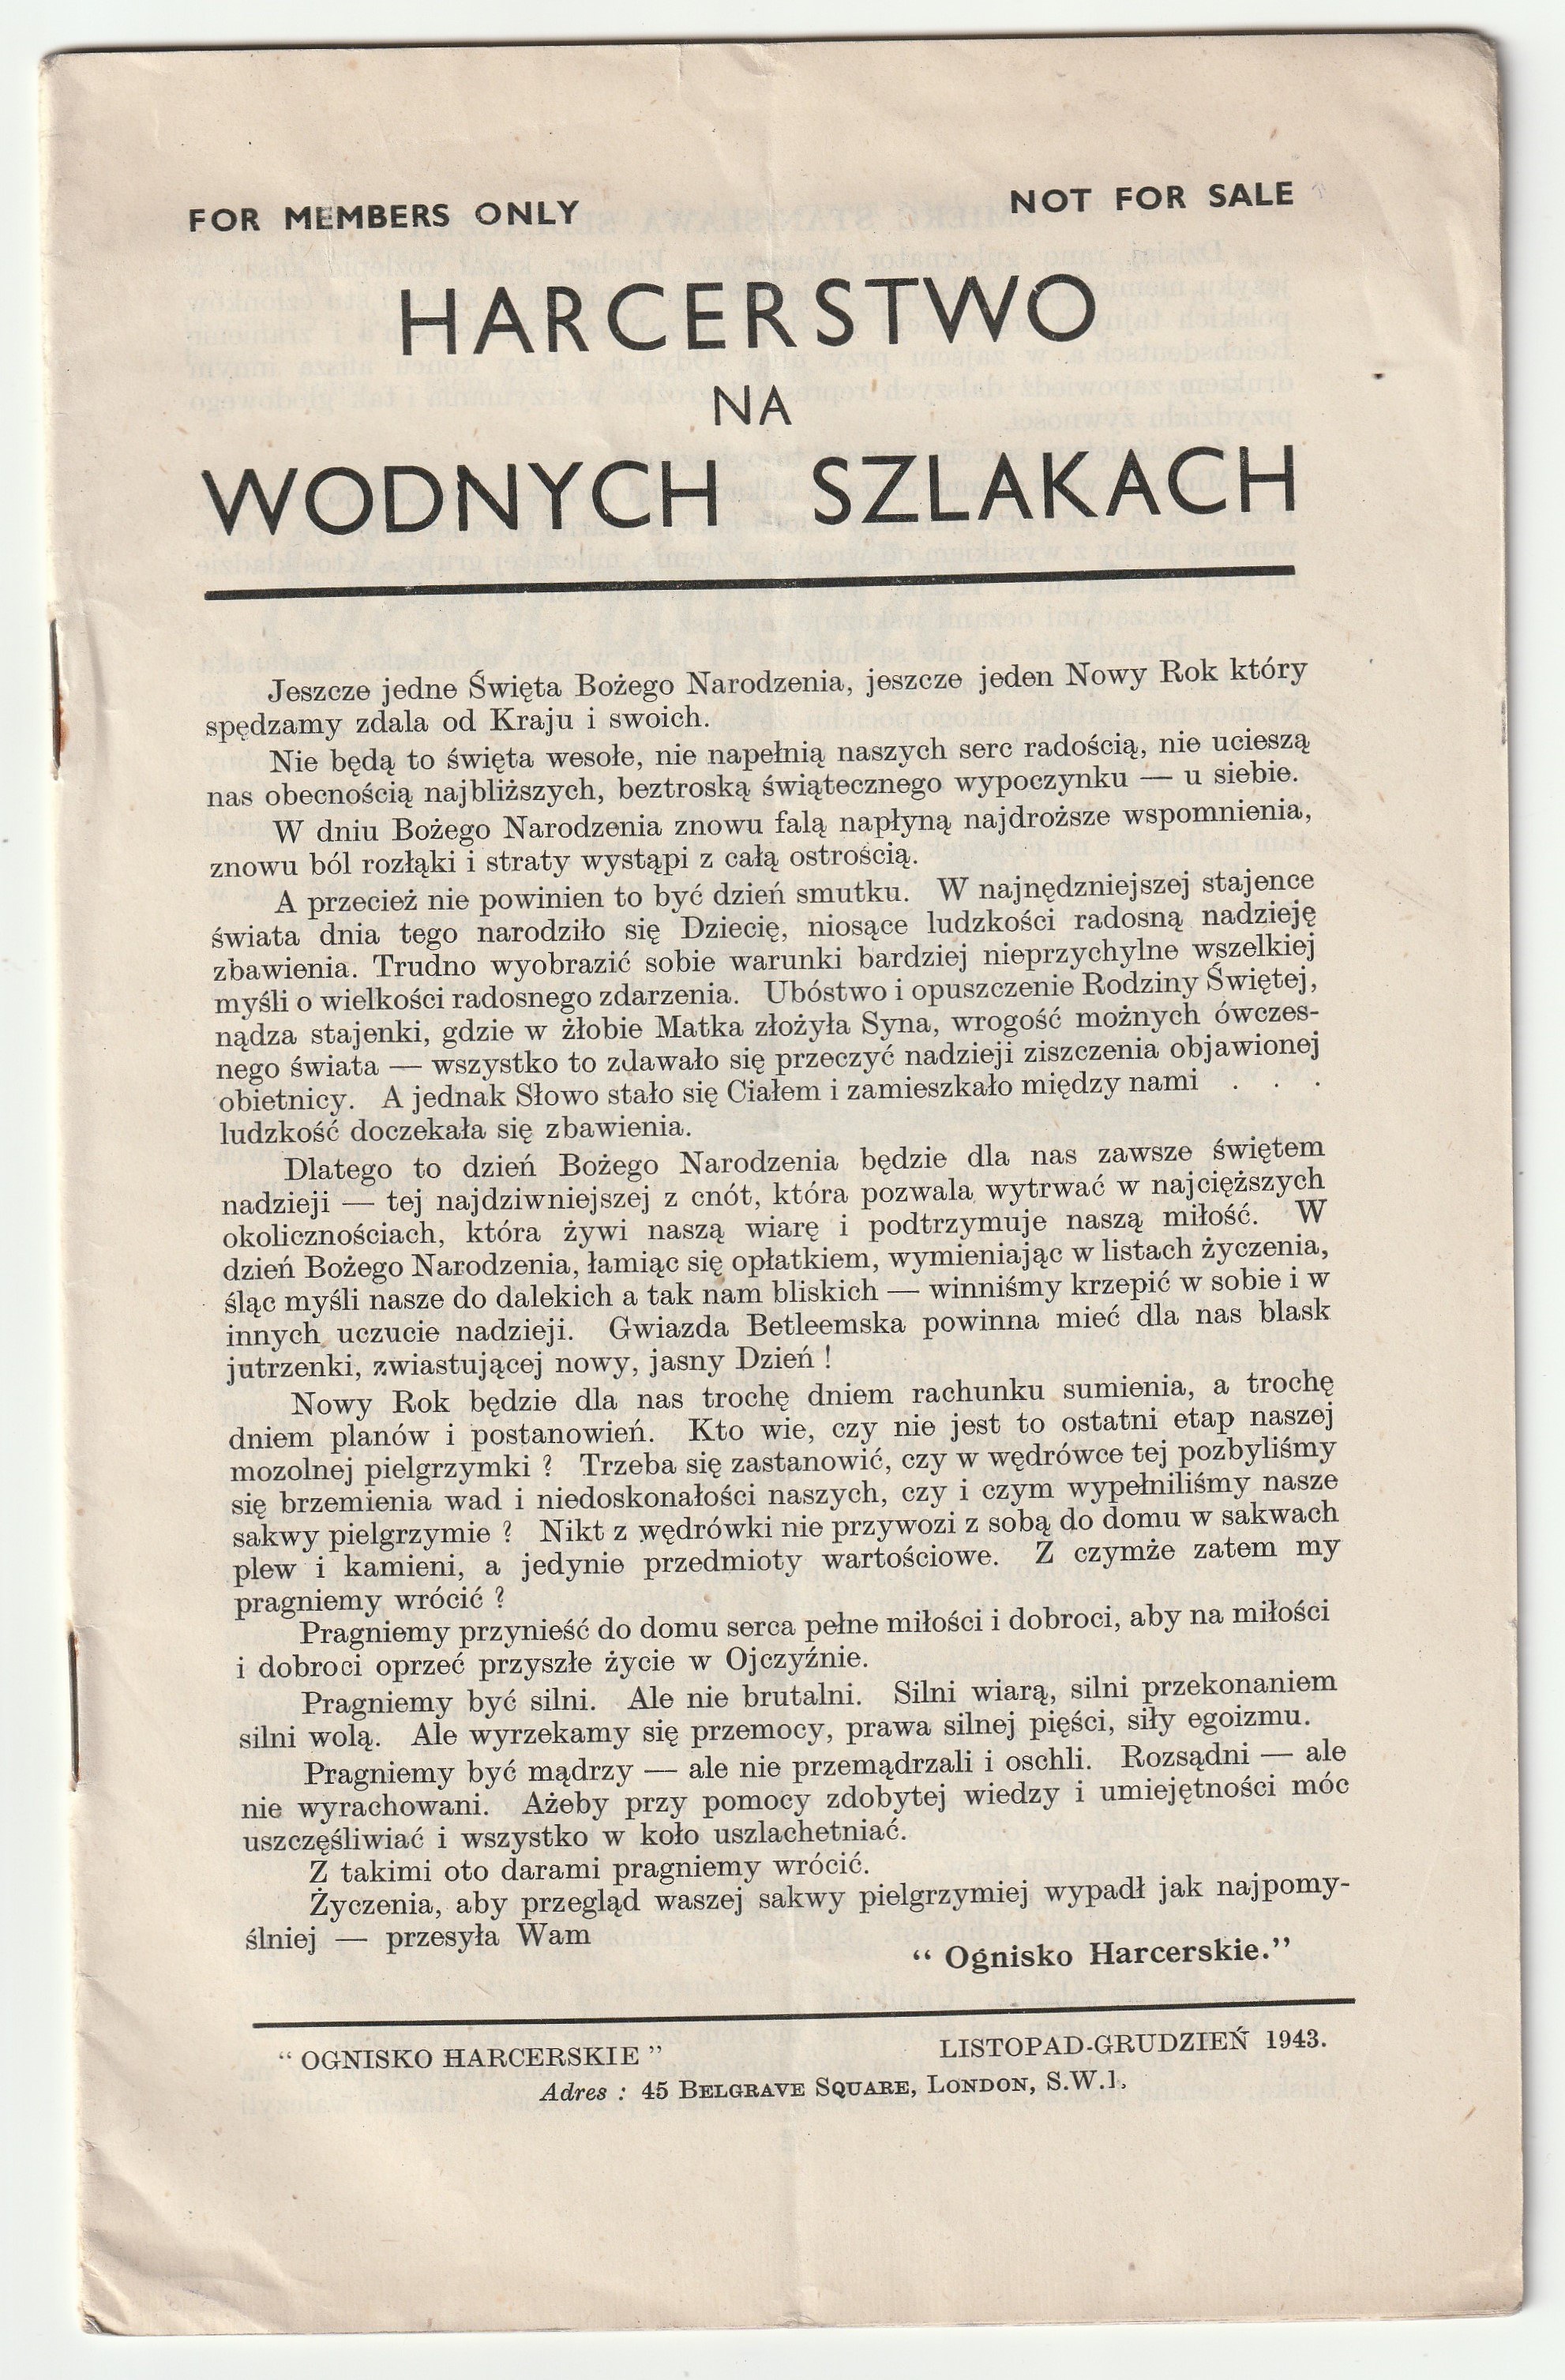 FOR MEMBERS ONLY
NOT FOR SALE
HARCERSTWO
NA
WODNYCH SZLAKACH
Jeszcze jedne Święta Bożego Narodzenia, jeszcze jeden Nowy Rok który
spędzamy zdala od Kraju i swoich.
Nie będą to święta wesołe, nie napełnią naszych serc radością, nie ucieszą
nas obecnością najbliższych, beztroską świątecznego wypoczynku — u siebie.
W dniu Bożego Narodzenia znowu falą napłyną najdroższe wspomnienia,
znowu ból rozłąki i straty wystąpi z całą ostrością.
A przecież nie powinien to być dzień smutku. W najnędzniejszej stajence
świata dnia tego narodziło się Dziecię, niosące ludzkości radosną nadzieję
zbawienia. Trudno wyobrazić sobie warunki bardziej nieprzychylne wszelkiej
myśli o wielkości radosnego zdarzenia. Ubóstwo i opuszczenie Rodziny Świętej,
nądza stajenki, gdzie w żłobie Matka złożyła Syna, wrogość możnych ówczes-
nego świata — wszystko to zdawało się przeczyć nadzieji ziszczenia objawionej
obietnicy. A jednak Słowo stało się Ciałem i zamieszkało między nami . . .
ludzkość doczekała się zbawienia.
Dlatego to dzień Bożego Narodzenia będzie dla nas zawsze świętem
nadzieji — tej najdziwniejszej z cnót, która pozwala wytrwać w najcięższych
okolicznościach, która żywi naszą wiarę i podtrzymuje naszą miłość. W
dzień Bożego Narodzenia, łamiąc się opłatkiem, wymieniając w listach życzenia,
śląc myśli nasze do dalekich a tak nam bliskich — winniśmy krzepić w sobie i w
innych uczucie nadzieji. Gwiazda Betleemska powinna mieć dla nas blask
jutrzenki, zwiastującej nowy, jasny Dzień !
Nowy Rok będzie dla nas trochę dniem rachunku sumienia, a trochę
dniem planów i postanowień. Kto wie, czy nie jest to ostatni etap naszej
mozolnej pielgrzymki ? Trzeba się zastanowić, czy w wędrówce tej pozbyliśmy
się brzemienia wad i niedoskonałości naszych, czy i czym wypełniliśmy nasze
sakwy pielgrzymie ? Nikt z wędrówki nie przywozi z sobą do domu w sakwach
plew i kamieni, a jedynie przedmioty wartościowe. Z czymże zatem my
pragniemy wrócić ?
Pragniemy przynieść do domu serca pełne miłości i dobroci, aby na miłości
i dobroci oprzeć przyszłe życie w Ojczyźnie.
Pragniemy być silni. Ale nie brutalni. Silni wiarą, silni przekonaniem
silni wolą. Ale wyrzekamy się przemocy, prawa silnej pięści, siły egoizmu.
Pragniemy być mądrzy — ale nie przemądrzali i oschli. Rozsądni — ale
nie wyrachowani. Ażeby przy pomocy zdobytej wiedzy i umiejętności móc
uszczęśliwiać i wszystko w koło uszlachetniać.
Z takimi oto darami pragniemy wrócić.
Życzenia, aby przegląd waszej sakwy pielgrzymiej wypadł jak najpomy-
ślniej — przesyła Wam
“ Ognisko Harcerskie.”
“ OGNISKO HARCERSKIE ”
LISTOPAD-GRUDZIEŃ 1943.
Adres : 45 BELGRAVE SQUARE, LONDON, S.W.1.